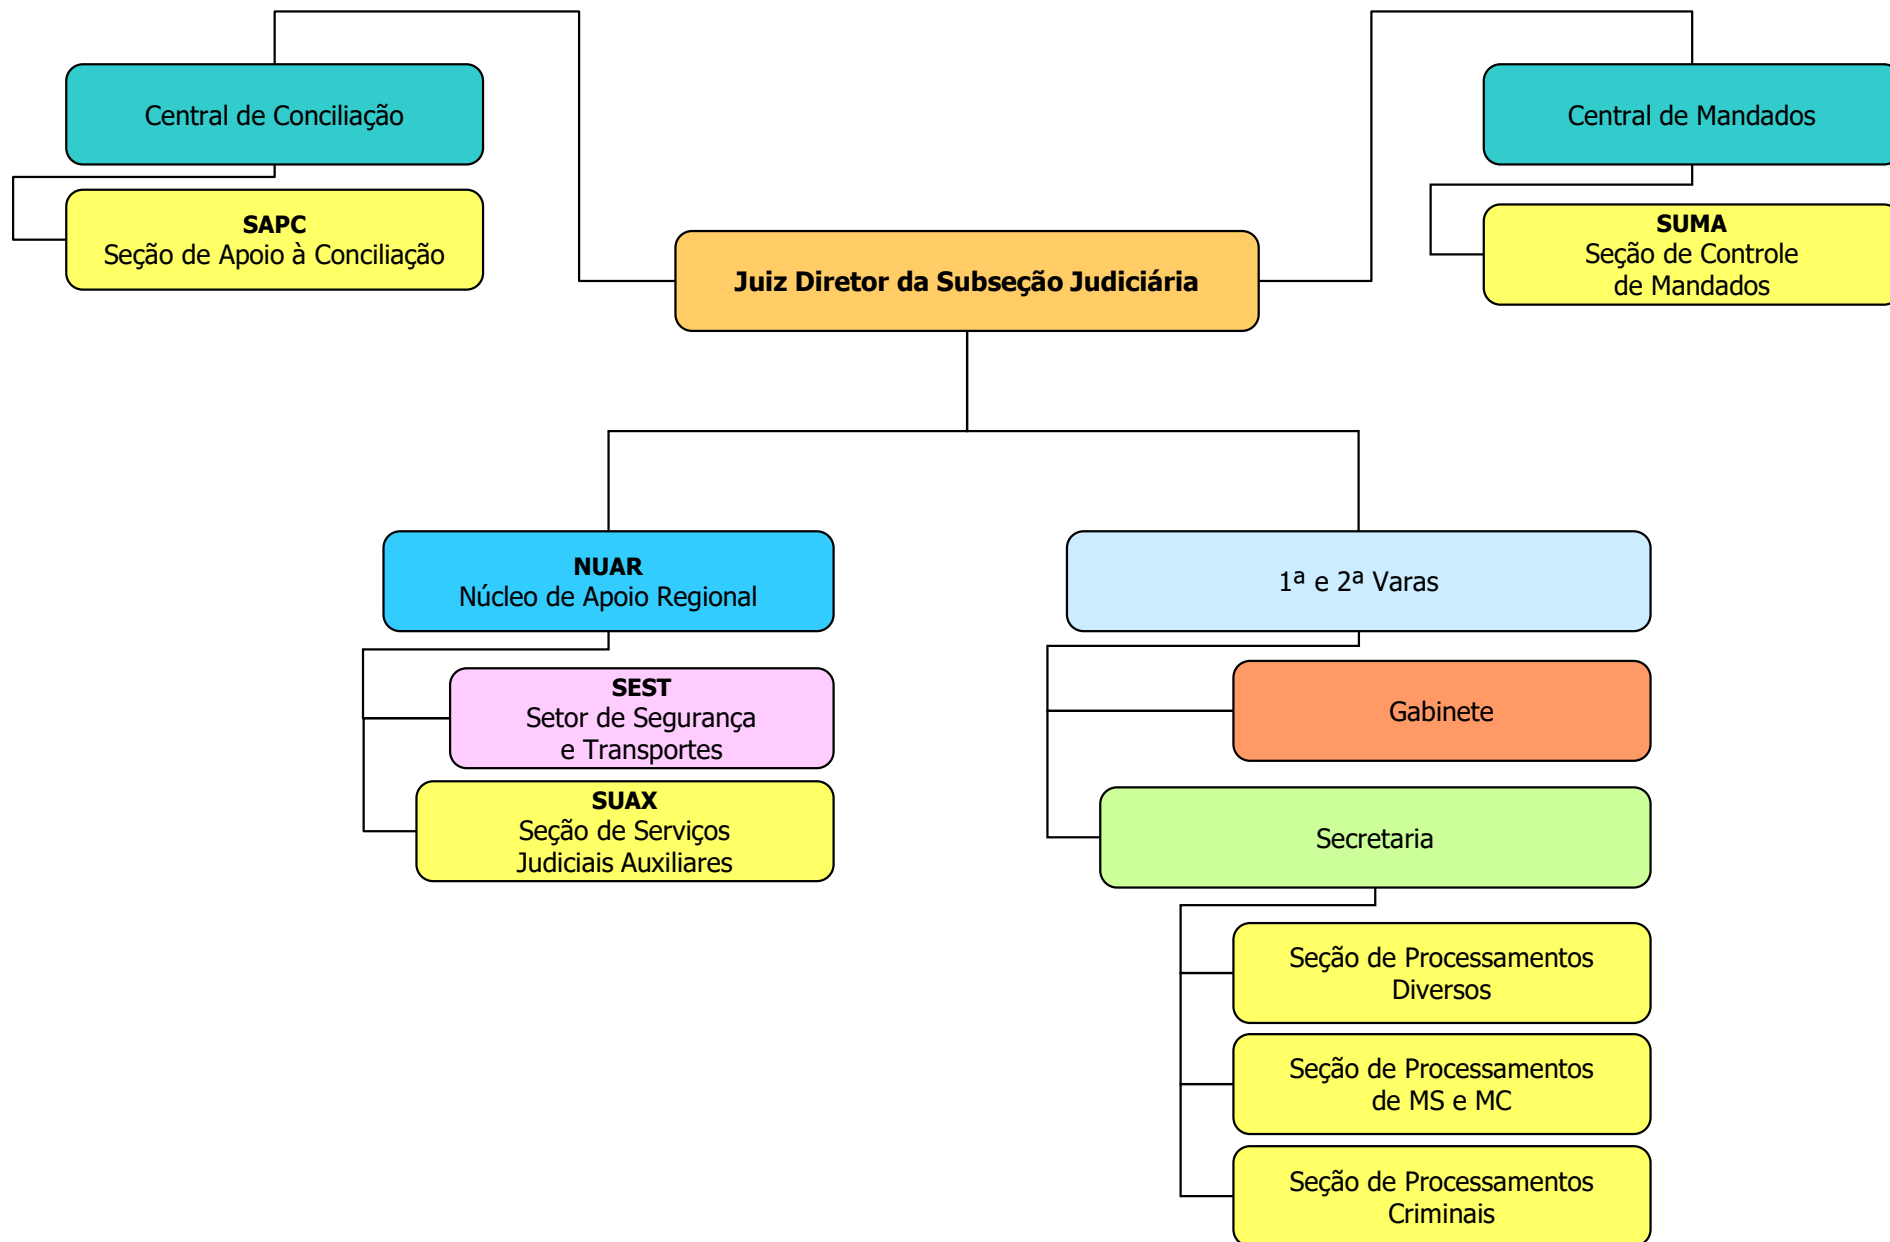 Central de Conciliação
Central de Mandados
SAPC
Seção de Apoio à Conciliação
SUMA
Seção de Controle
de Mandados
Juiz Diretor da Subseção Judiciária
NUAR
Núcleo de Apoio Regional
1ª e 2ª Varas
SEST
Setor de Segurança
e Transportes
Gabinete
SUAX
Seção de Serviços
Judiciais Auxiliares
Secretaria
Seção de Processamentos
Diversos
Seção de Processamentos
de MS e MC
Seção de Processamentos
Criminais